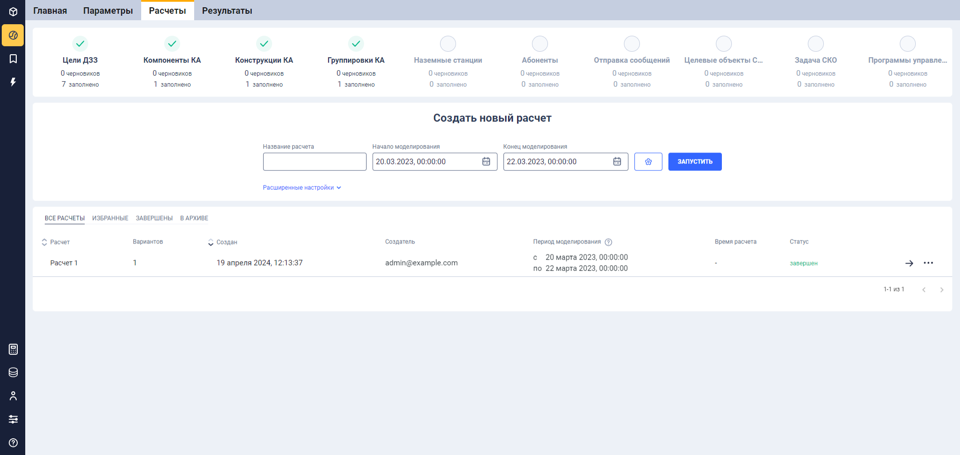 Главная Параметры Расчеты Результаты
Цели ДЗЗ Компоненты КА Конструкции КА Группировки КА Наземные станции Абоненты Отправка сообщений Целевые объекты С... Задача СКО Программы управле...
0 черновиков 0 черновиков 0 черновиков 0 черновиков 0 черновиков 0 черновиков 0 черновиков 0 черновиков 0 черновиков 0 черновиков
7 заполнено 1 заполнено 1 заполнено 1 заполнено 0 заполнено 0 заполнено 0 заполнено 0 заполнено 0 заполнено 0 заполнено
Создать новый расчет
Название расчета Начало моделирования Конец моделирования
20.03.2023, 00:00:00 22.03.2023, 00:00:00 ЗАПУСТИТЬ
Расширенные настройки
ВСЕ РАСЧЕТЫ ИЗБРАННЫЕ ЗАВЕРШЕНЫ В АРХИВЕ
Расчет Вариантов Создан Создатель Период моделирования Время расчета Статус
Расчет 1 1 19 апреля 2024, 12:13:37 admin@example.com с 20 марта 2023, 00:00:00 - завершен
по 22 марта 2023, 00:00:00
1-1 из 1